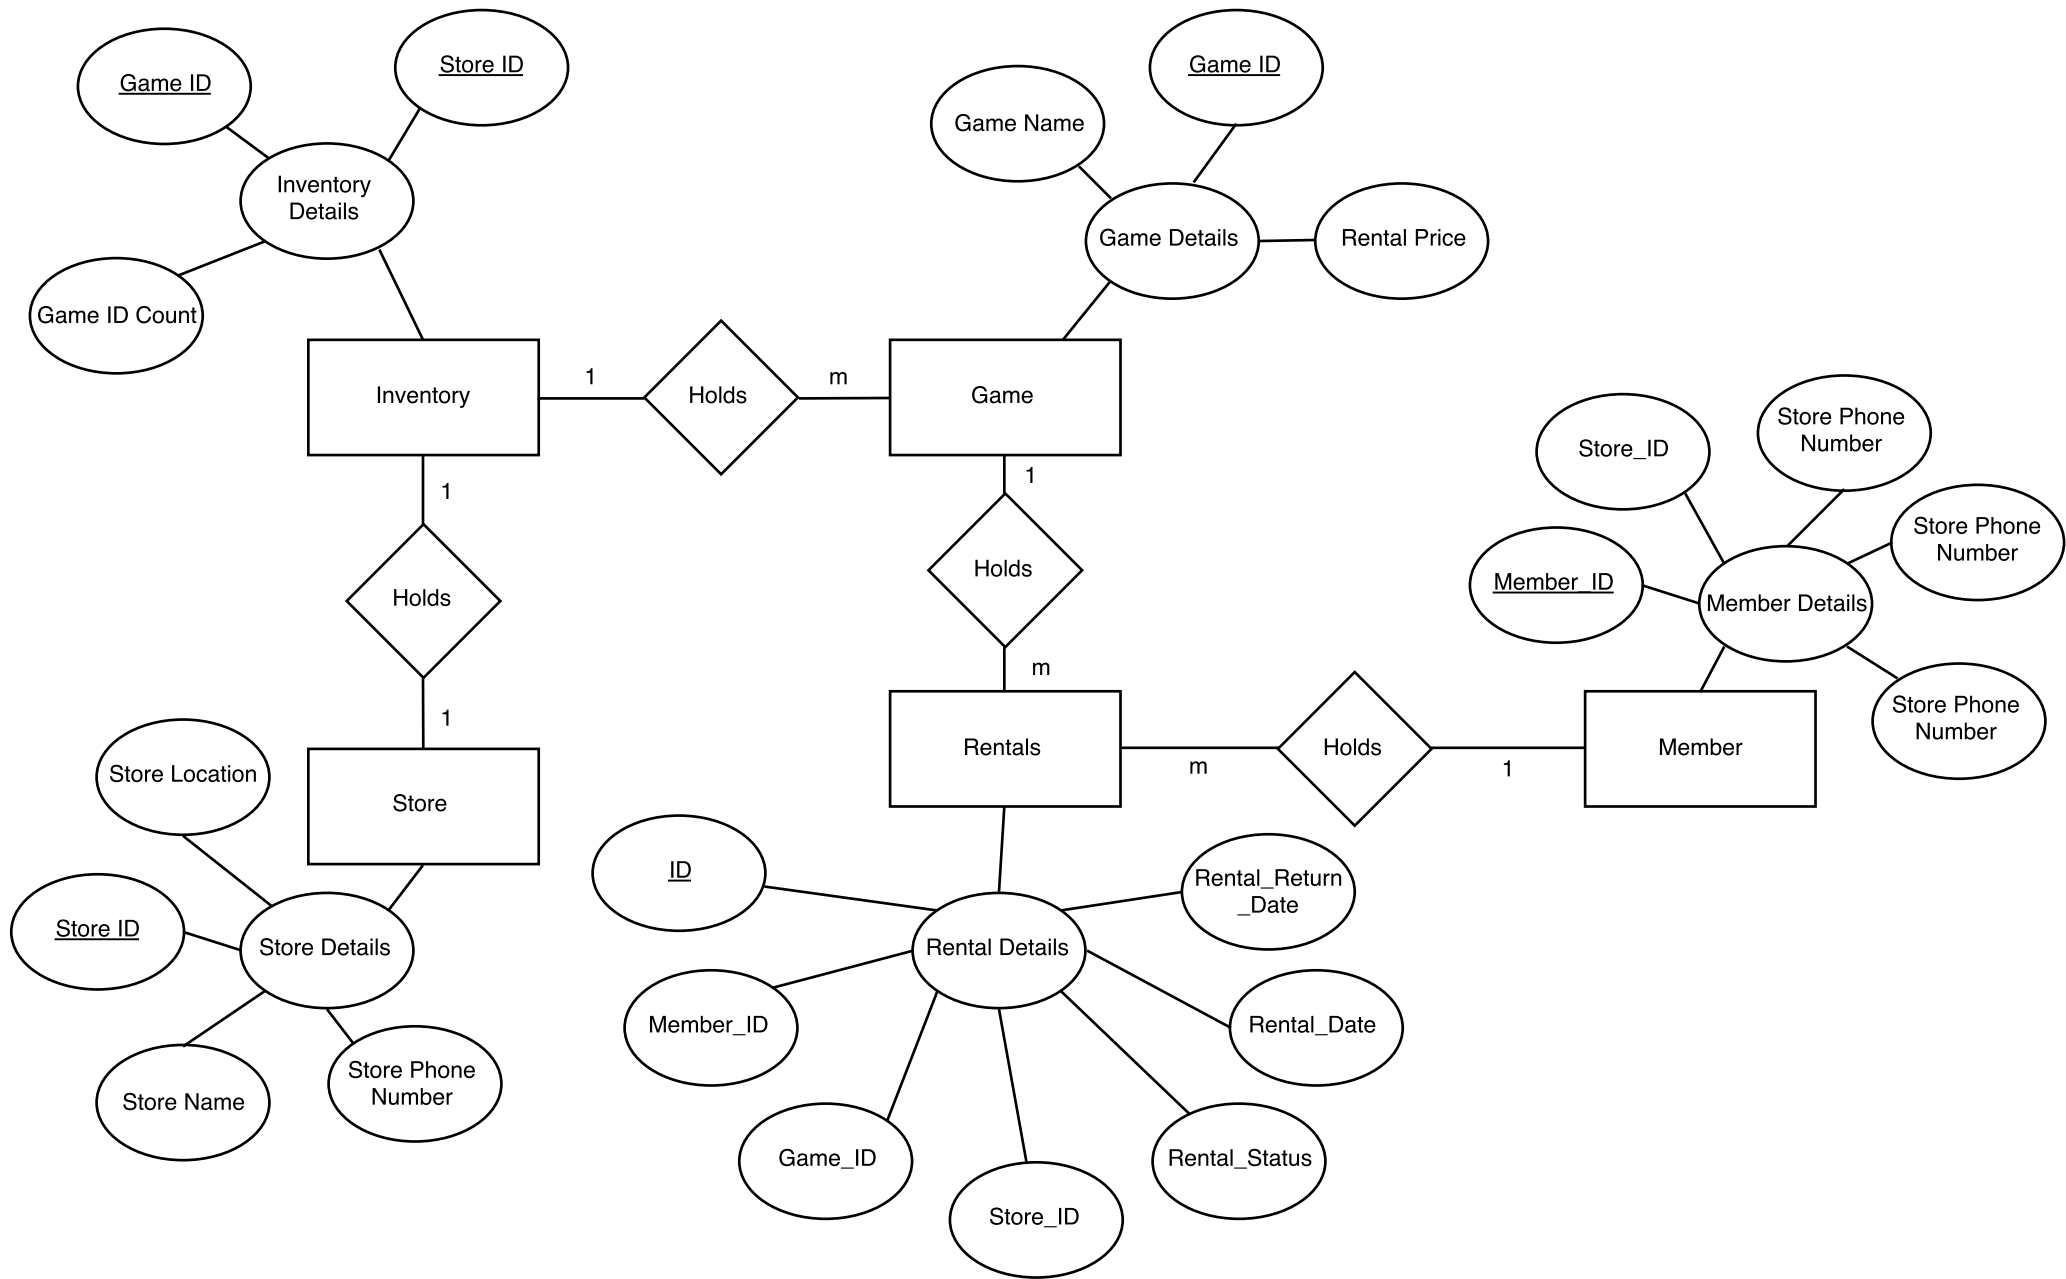 Game ID
Store ID
Inventory
Details
Game ID Count
Game Name
Game ID
Game Details
Rental Price
Inventory
1
Holds
m
Game
1
Holds
1
Store
1
Holds
m
Store_ID
Store Phone
Number
Store Phone
Number
Member_ID
Member Details
Store Phone
Number
Rentals
m
Holds
1
Member
Store Location
Store ID
Store Details
Store Name
Store Phone
Number
ID
Rental_Return
_Date
Rental Details
Member_ID
Rental_Date
Game_ID
Rental_Status
Store_ID